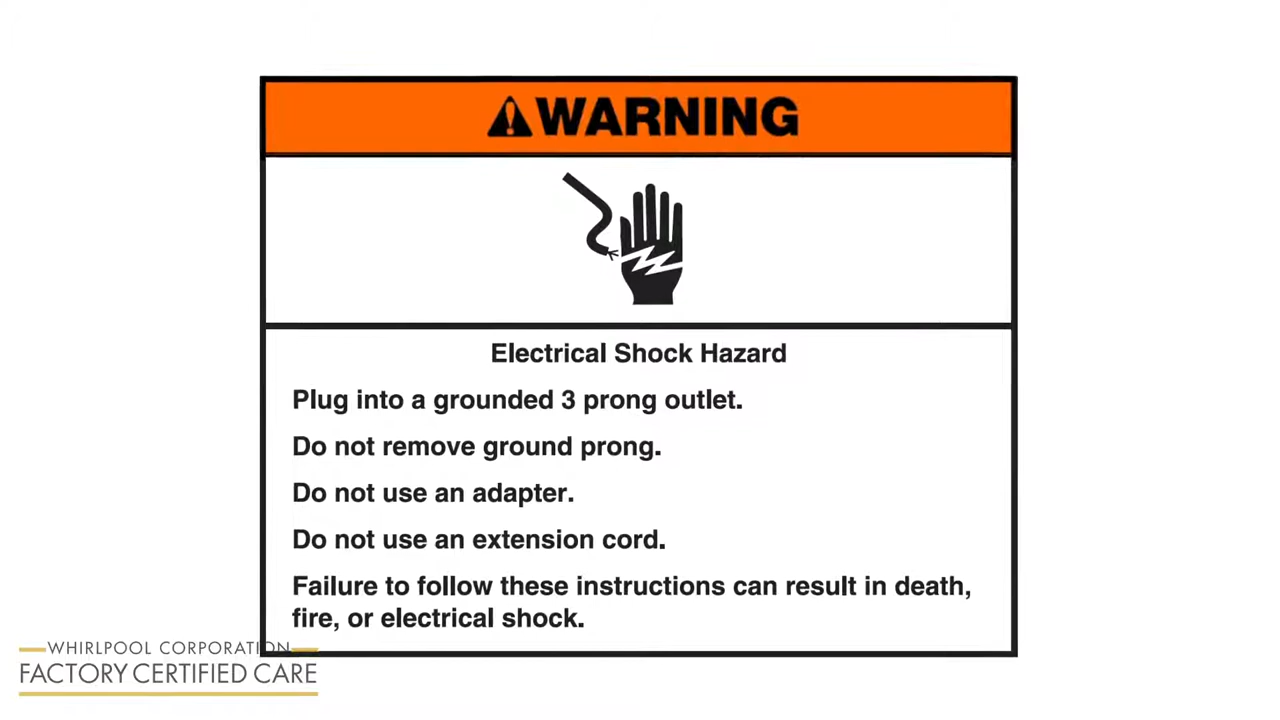 WARNING
Electrical Shock Hazard
Plug into a grounded 3 prong outlet.
Do not remove ground prong.
Do not use an adapter.
Do not use an extension cord.
Failure to follow these instructions can result in death,
fire, or electrical shock.
WHIRLPOOL CORPORATION
FACTORY CERTIFIED CARE